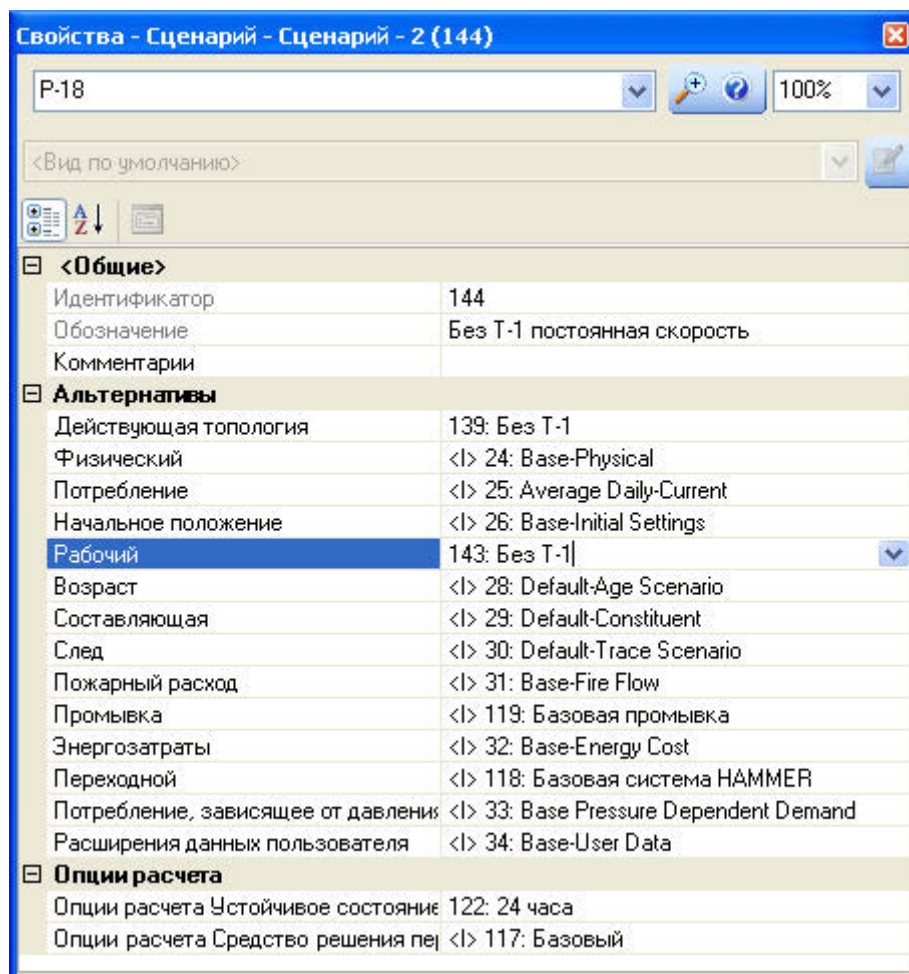 Свойства - Сценарий - Сценарий - 2 (144)
P-18 100%
<Вид по умолчанию>
<Общие>
Идентификатор 144
Обозначение Без Т-1 постоянная скорость
Комментарии
Альтернативы
Действующая топология 139: Без Т-1
Физический <I> 24: Base-Physical
Потребление <I> 25: Average Daily-Current
Начальное положение <I> 26: Base-Initial Settings
Рабочий 143: Без Т-1
Возраст <I> 28: Default-Age Scenario
Составляющая <I> 29: Default-Constituent
След <I> 30: Default-Trace Scenario
Пожарный расход <I> 31: Base-Fire Flow
Промывка <I> 119: Базовая промывка
Энергозатраты <I> 32: Base-Energy Cost
Переходной <I> 118: Базовая система HAMMER
Потребление, зависящее от давления <I> 33: Base Pressure Dependent Demand
Расширения данных пользователя <I> 34: Base-User Data
Опции расчета
Опции расчета Устойчивое состояние 122: 24 часа
Опции расчета Средство решения пер <I> 117: Базовый